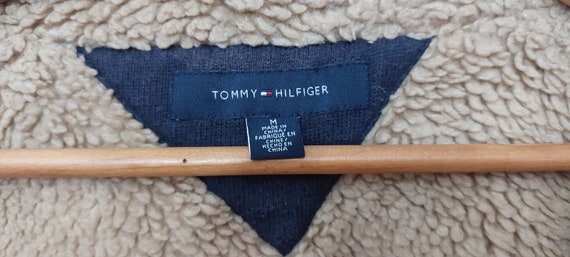 TOMMY HILFIGER
M
MADE IN
CHINA/
FABRIQUÉ EN
CHINE/
HECHO EN
CHINA